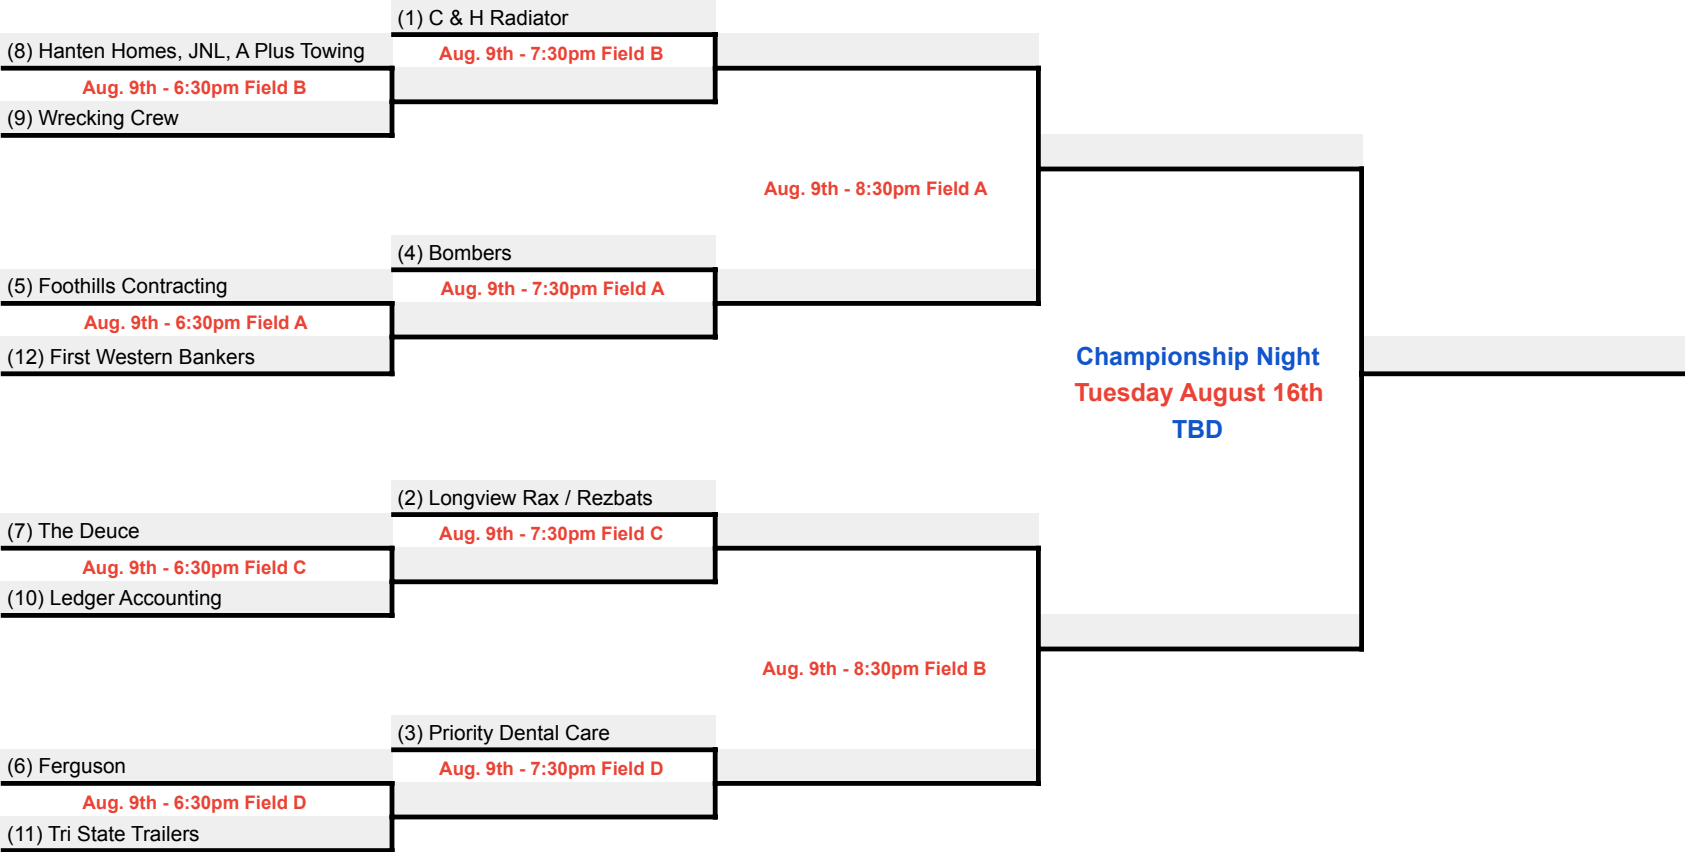 (1) C & H Radiator
(8) Hanten Homes, JNL, A Plus Towing
Aug. 9th - 7:30pm Field B
Aug. 9th - 6:30pm Field B
(9) Wrecking Crew
Aug. 9th - 8:30pm Field A
(4) Bombers
(5) Foothills Contracting
Aug. 9th - 7:30pm Field A
Aug. 9th - 6:30pm Field A
(12) First Western Bankers
Championship Night
Tuesday August 16th
TBD
(2) Longview Rax / Rezbats
(7) The Deuce
Aug. 9th - 7:30pm Field C
Aug. 9th - 6:30pm Field C
(10) Ledger Accounting
Aug. 9th - 8:30pm Field B
(3) Priority Dental Care
(6) Ferguson
Aug. 9th - 7:30pm Field D
Aug. 9th - 6:30pm Field D
(11) Tri State Trailers